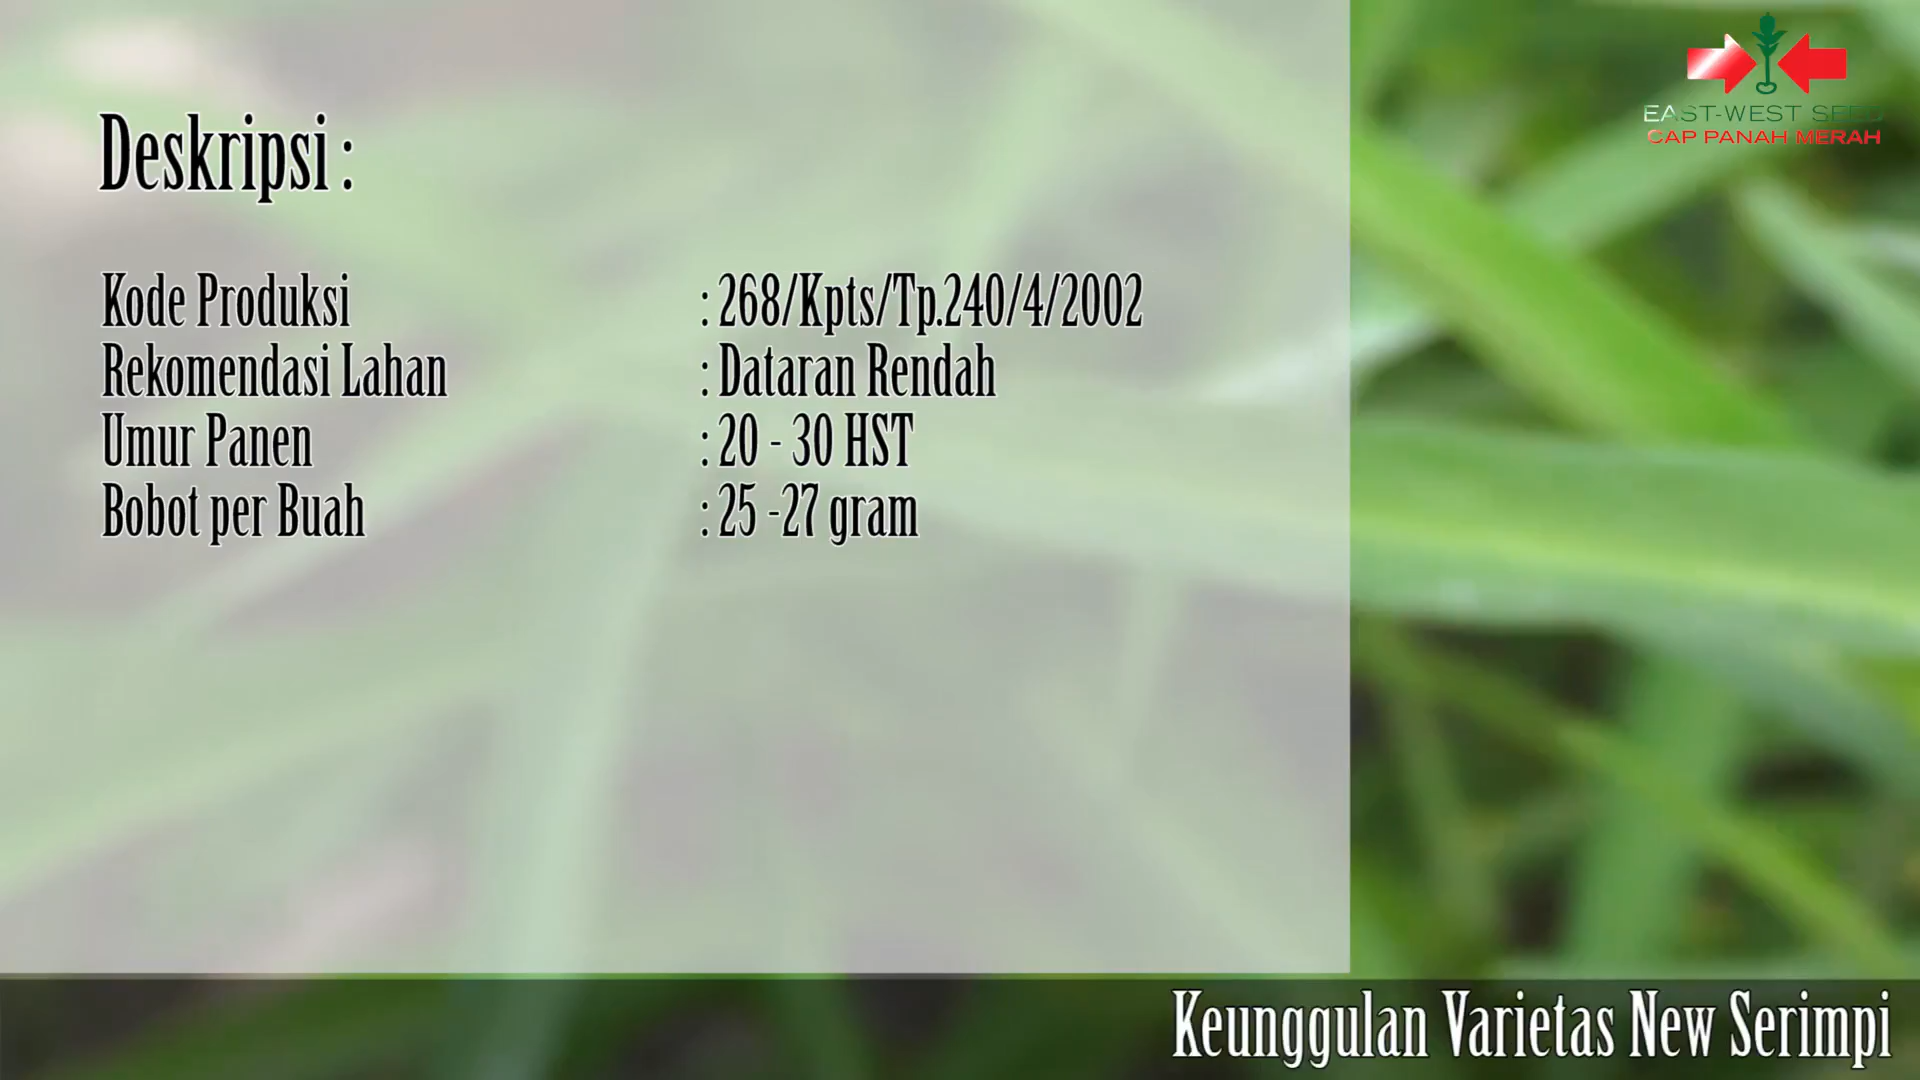 EAST-WEST SEED
CAP PANAH MERAH
Deskripsi :
Kode Produksi : 268/Kpts/Tp.240/4/2002
Rekomendasi Lahan : Dataran Rendah
Umur Panen : 20 - 30 HST
Bobot per Buah : 25 -27 gram
Keunggulan Varietas New Serimpi